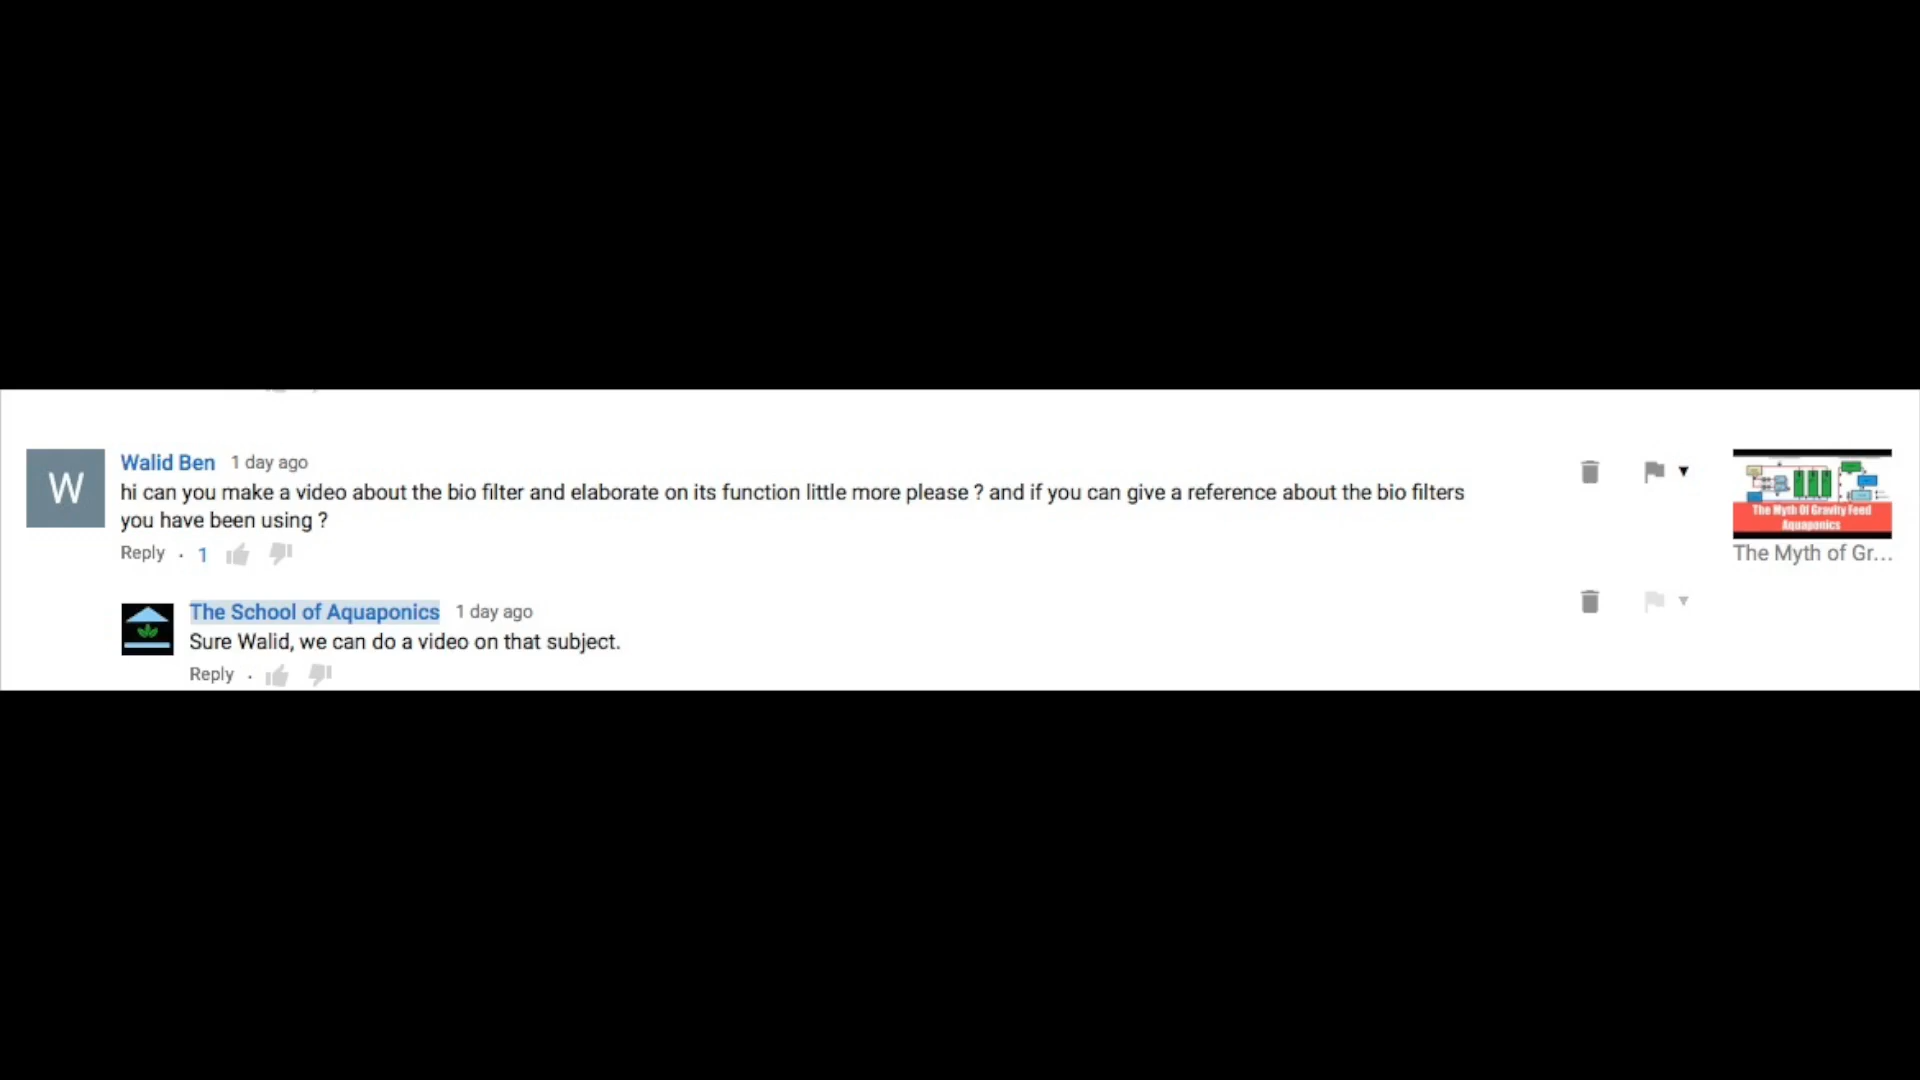 W
Walid Ben 1 day ago
hi can you make a video about the bio filter and elaborate on its function little more please ? and if you can give a reference about the bio filters
you have been using ?
Reply . 1
The Myth Of Gravity Feed
Aquaponics
The Myth of Gr...
The School of Aquaponics 1 day ago
Sure Walid, we can do a video on that subject.
Reply .